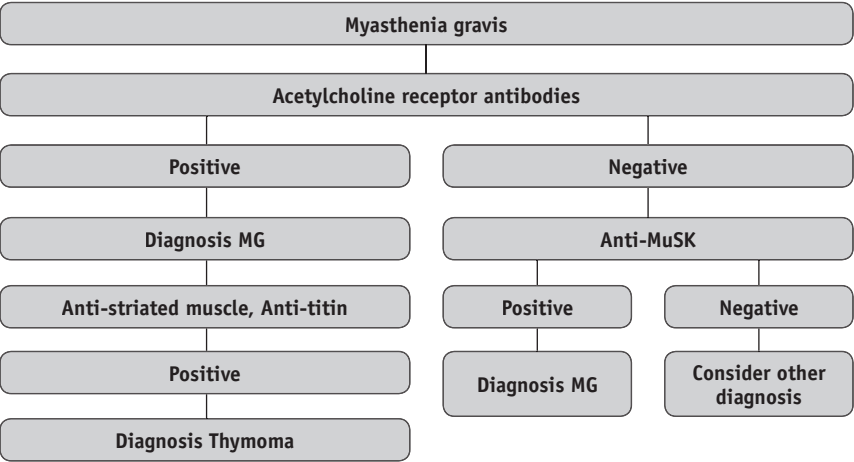 Myasthenia gravis
Acetylcholine receptor antibodies
Positive
Negative
Diagnosis MG
Anti-MuSK
Anti-striated muscle, Anti-titin
Positive
Negative
Positive
Diagnosis MG
Consider other
diagnosis
Diagnosis Thymoma